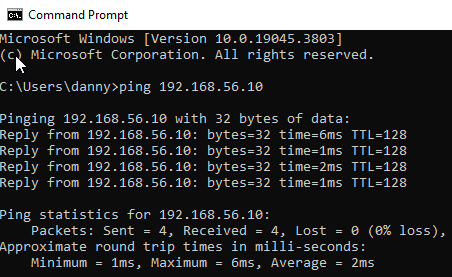 Command Prompt
Microsoft Windows [Version 10.0.19045.3803]
(c) Microsoft Corporation. All rights reserved.
C:\Users\danny>ping 192.168.56.10
Pinging 192.168.56.10 with 32 bytes of data:
Reply from 192.168.56.10: bytes=32 time=6ms TTL=128
Reply from 192.168.56.10: bytes=32 time=1ms TTL=128
Reply from 192.168.56.10: bytes=32 time=2ms TTL=128
Reply from 192.168.56.10: bytes=32 time=1ms TTL=128
Ping statistics for 192.168.56.10:
    Packets: Sent = 4, Received = 4, Lost = 0 (0% loss),
Approximate round trip times in milli-seconds:
    Minimum = 1ms, Maximum = 6ms, Average = 2ms